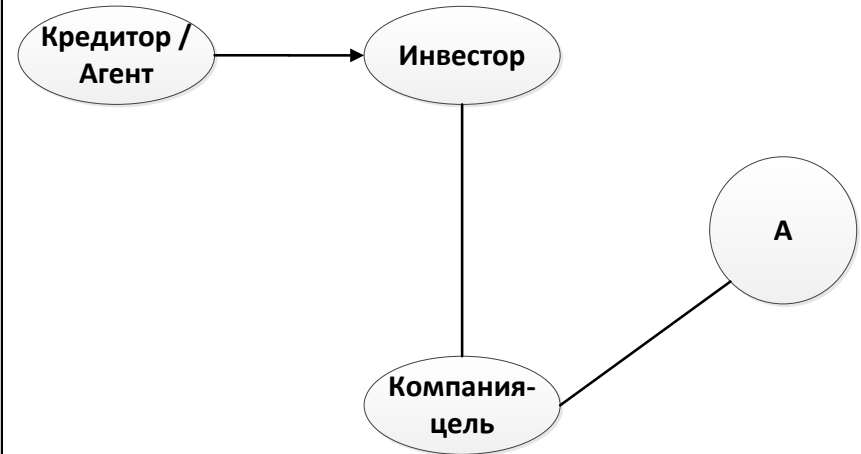 Кредитор /
Агент
Инвестор
А
Компания-
цель